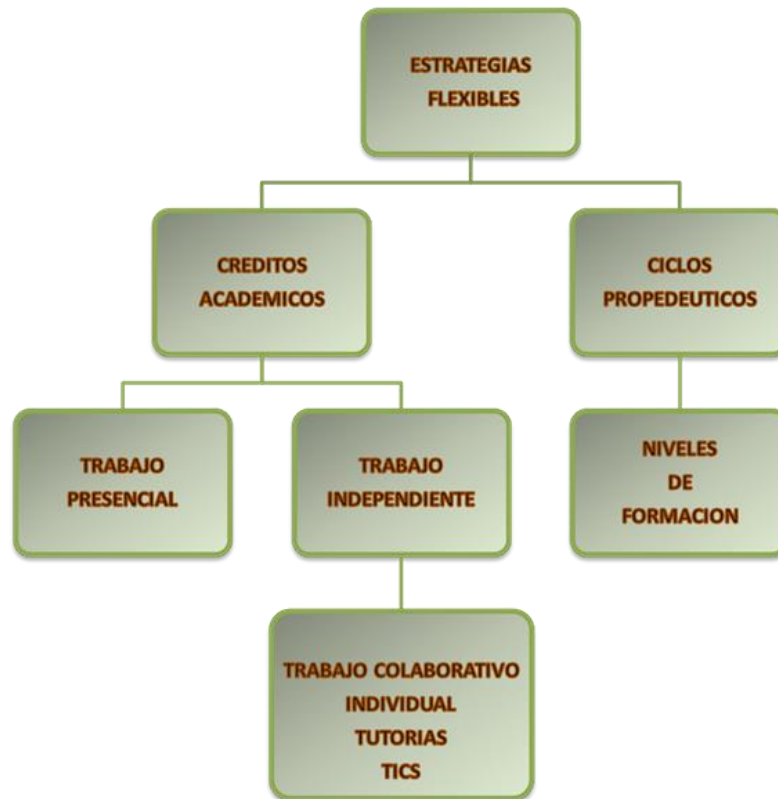 ESTRATEGIAS
FLEXIBLES
CREDITOS
ACADEMICOS
CICLOS
PROPEDEUTICOS
TRABAJO
PRESENCIAL
TRABAJO
INDEPENDIENTE
NIVELES
DE
FORMACION
TRABAJO COLABORATIVO
INDIVIDUAL
TUTORIAS
TICS